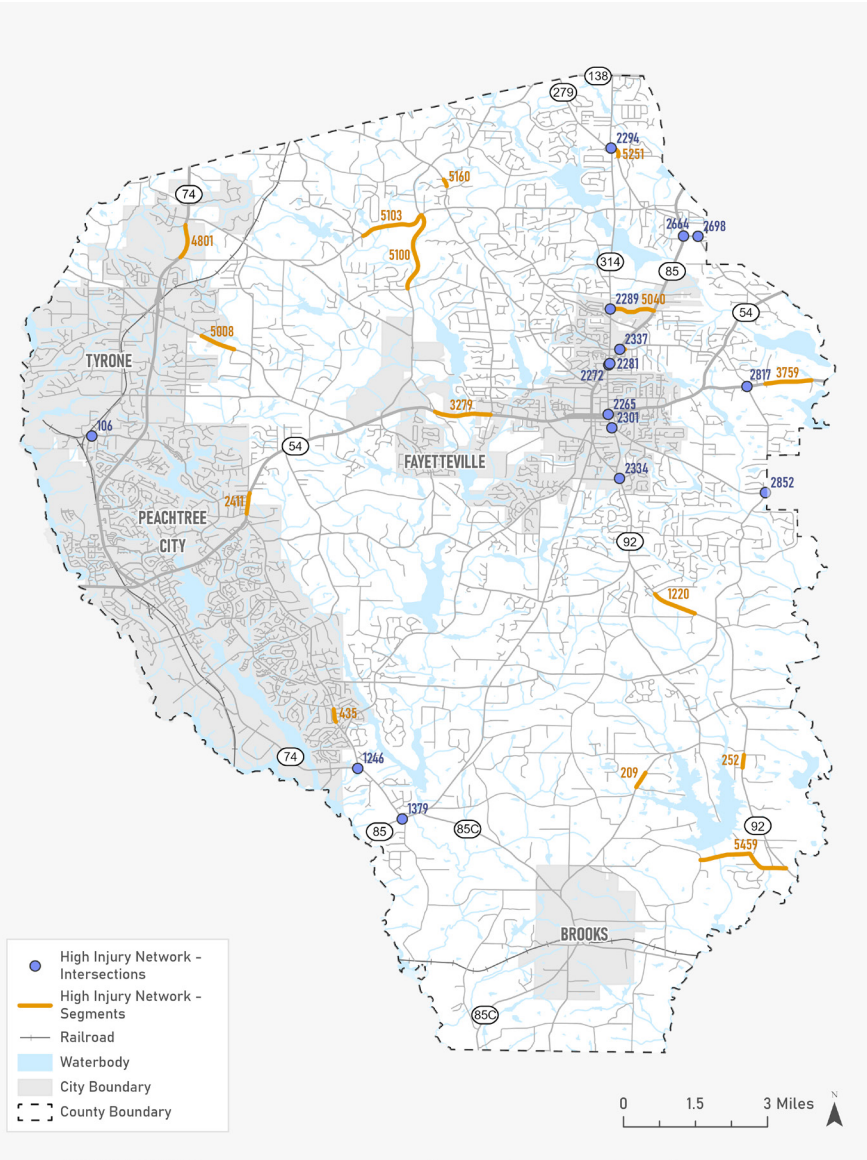 138
279
2294
5251
5160
74
5103
2664
2698
4801
5100
314
85
2289
5040
54
5008
2337
TYRONE
2281
2272
2817
3759
3279
2265
106
2301
54
FAYETTEVILLE
2334
2852
2411
PEACHTREE
CITY
92
1220
435
74
1246
252
209
1379
85
85C
92
5459
BROOKS
85C
High Injury Network -
Intersections
High Injury Network -
Segments
Railroad
Waterbody
City Boundary
County Boundary
0 1.5 3 Miles
N